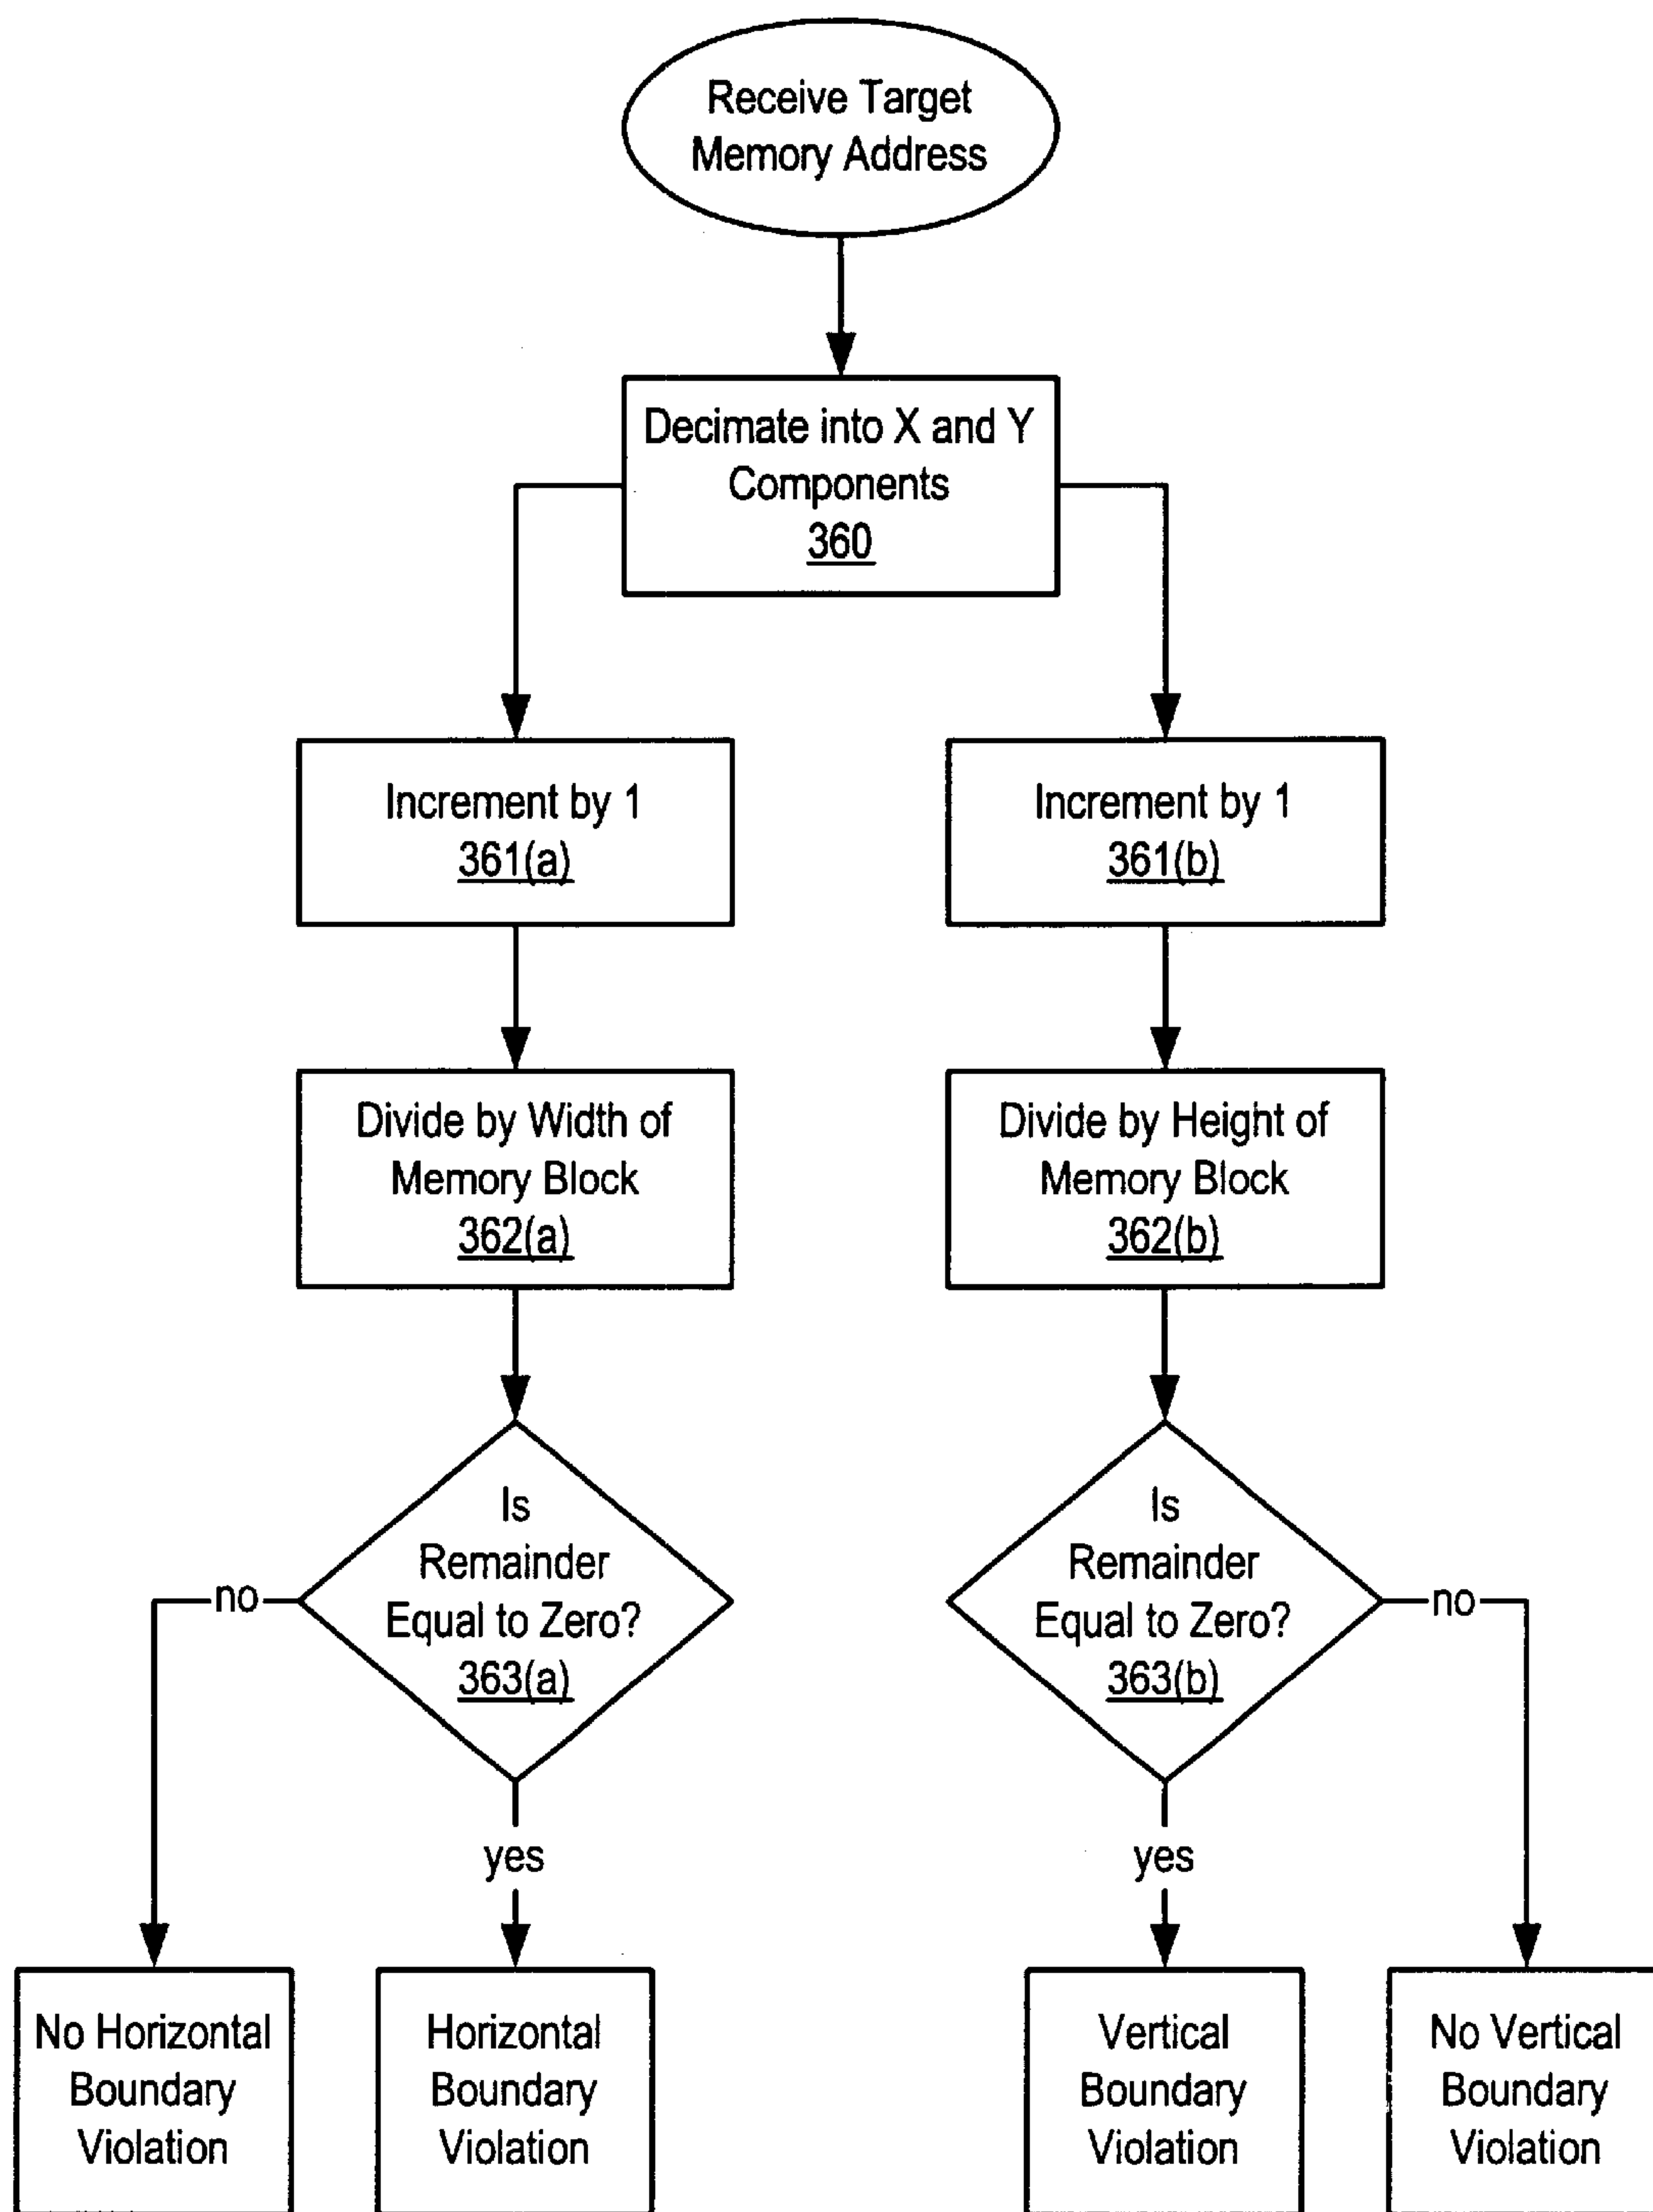 Receive Target
Memory Address
Decimate into X and Y
Components
360
Increment by 1
361(a)
Increment by 1
361(b)
Divide by Width of
Memory Block
362(a)
Divide by Height of
Memory Block
362(b)
Is
Remainder
Equal to Zero?
363(a)
Is
Remainder
Equal to Zero?
363(b)
no
yes
yes
no
No Horizontal
Boundary
Violation
Horizontal
Boundary
Violation
Vertical
Boundary
Violation
No Vertical
Boundary
Violation